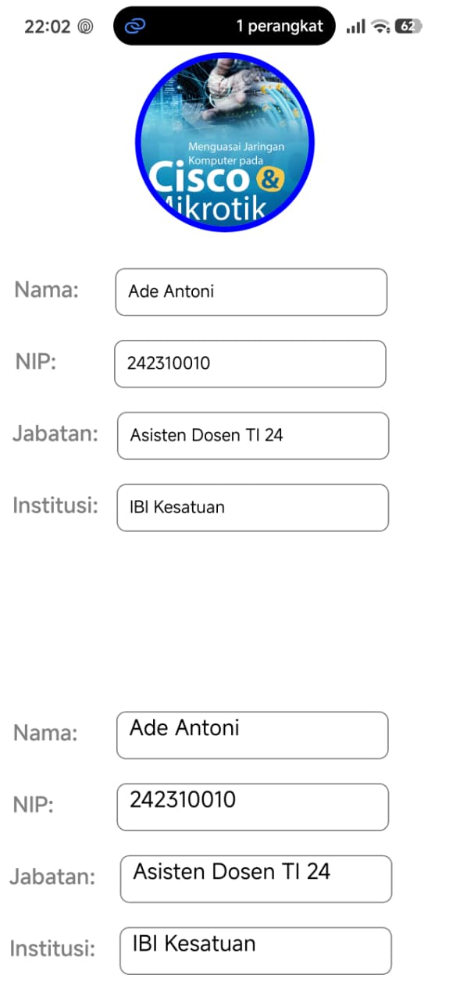 22:02 1 perangkat 62
Menguasai Jaringan
Komputer pada
Cisco &
Mikrotik
Nama: Ade Antoni
NIP: 242310010
Jabatan: Asisten Dosen TI 24
Institusi: IBI Kesatuan
Nama: Ade Antoni
NIP: 242310010
Jabatan: Asisten Dosen TI 24
Institusi: IBI Kesatuan